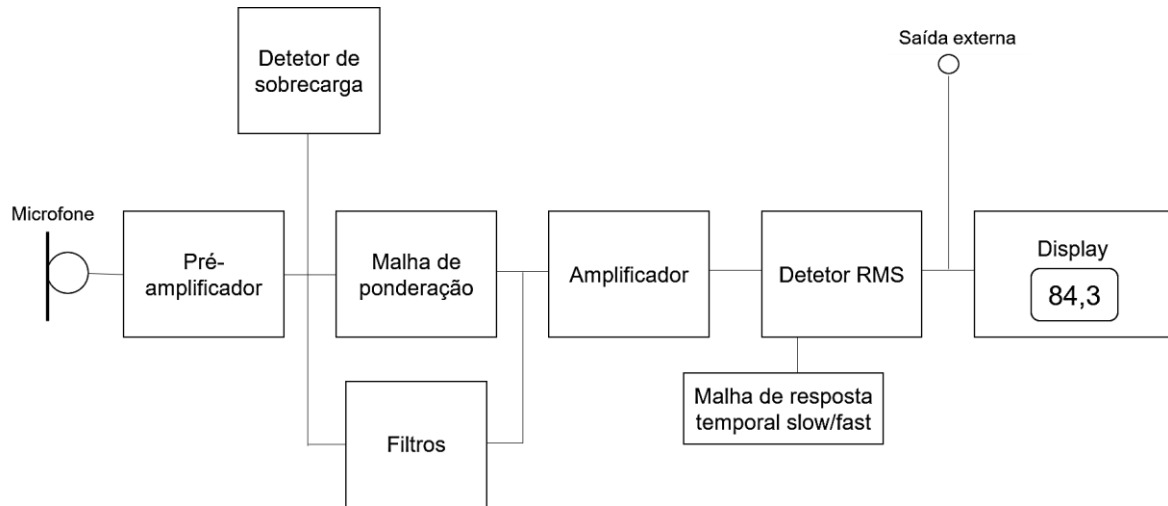 Detetor de
sobrecarga
Saída externa
Microfone
Pré-
amplificador
Malha de
ponderação
Amplificador
Detetor RMS
Display
84,3
Malha de resposta
temporal slow/fast
Filtros